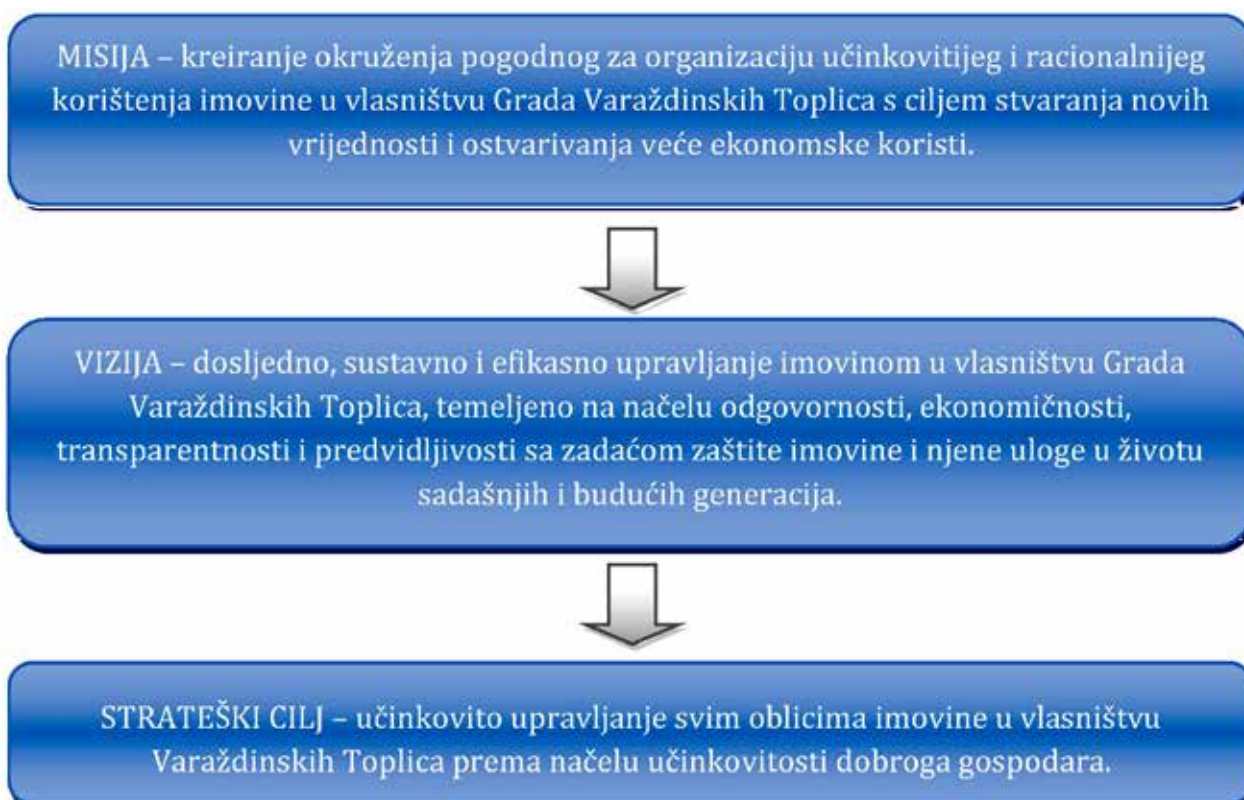 MISIJA – kreiranje okruženja pogodnog za organizaciju učinkovitijeg i racionalnijeg
korištenja imovine u vlasništvu Grada Varaždinskih Toplica s ciljem stvaranja novih
vrijednosti i ostvarivanja veće ekonomske koristi.
VIZIJA – dosljedno, sustavno i efikasno upravljanje imovinom u vlasništvu Grada
Varaždinskih Toplica, temeljeno na načelu odgovornosti, ekonomičnosti,
transparentnosti i predvidljivosti sa zadaćom zaštite imovine i njene uloge u životu
sadašnjih i budućih generacija.
STRATEŠKI CILJ – učinkovito upravljanje svim oblicima imovine u vlasništvu
Varaždinskih Toplica prema načelu učinkovitosti dobroga gospodara.